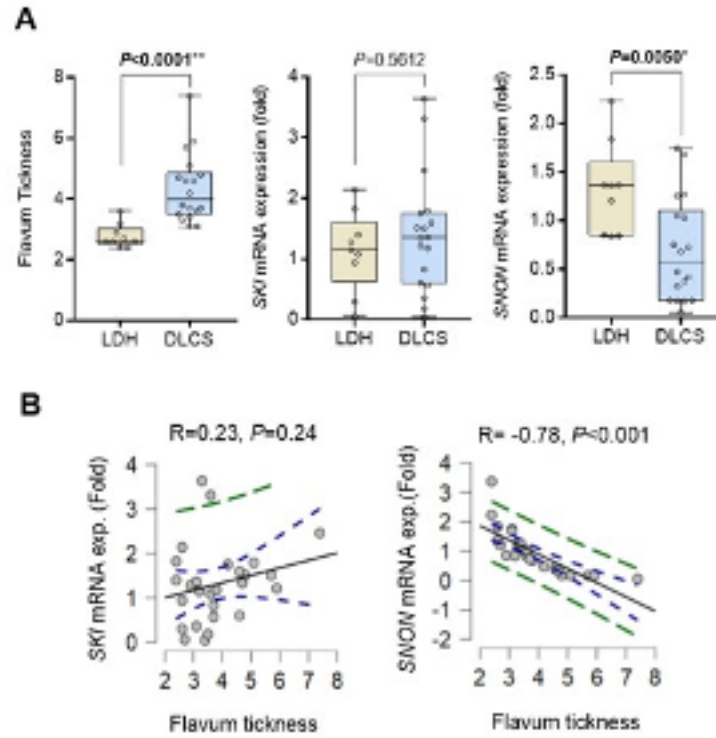 A
P<0.0001**
P=0.5612
P=0.0050*
Flavum Tickness
8
6
4
2
0
LDH
DLCS
SKI mRNA expression (fold)
4
3
2
1
0
LDH
DLCS
SNON mRNA expression (fold)
2.5
2.0
1.5
1.0
0.5
0.0
LDH
DLCS
B
R=0.23, P=0.24
SKI mRNA exp. (Fold)
4
3
2
1
0
2 3 4 5 6 7 8
Flavum tickness
R= -0.78, P<0.001
SNON mRNA exp.(Fold)
4
3
2
1
0
-1
-2
2 3 4 5 6 7 8
Flavum tickness